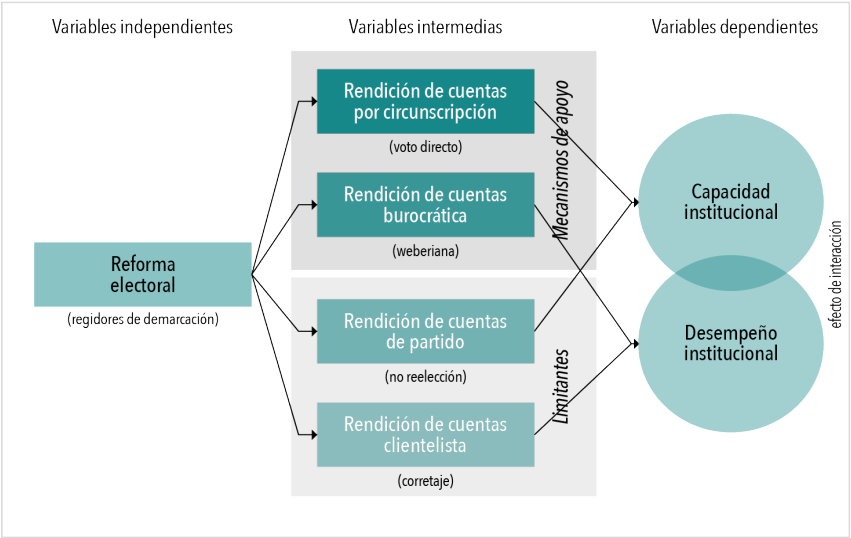 Variables independientes
Variables intermedias
Variables dependientes
Reforma
electoral
(regidores de demarcación)
Rendición de cuentas
por circunscripción
(voto directo)
Rendición de cuentas
burocrática
(weberiana)
Mecanismos de apoyo
Rendición de cuentas
de partido
(no reelección)
Rendición de cuentas
clientelista
(corretaje)
Limitantes
Capacidad
institucional
Desempeño
institucional
efecto de interacción